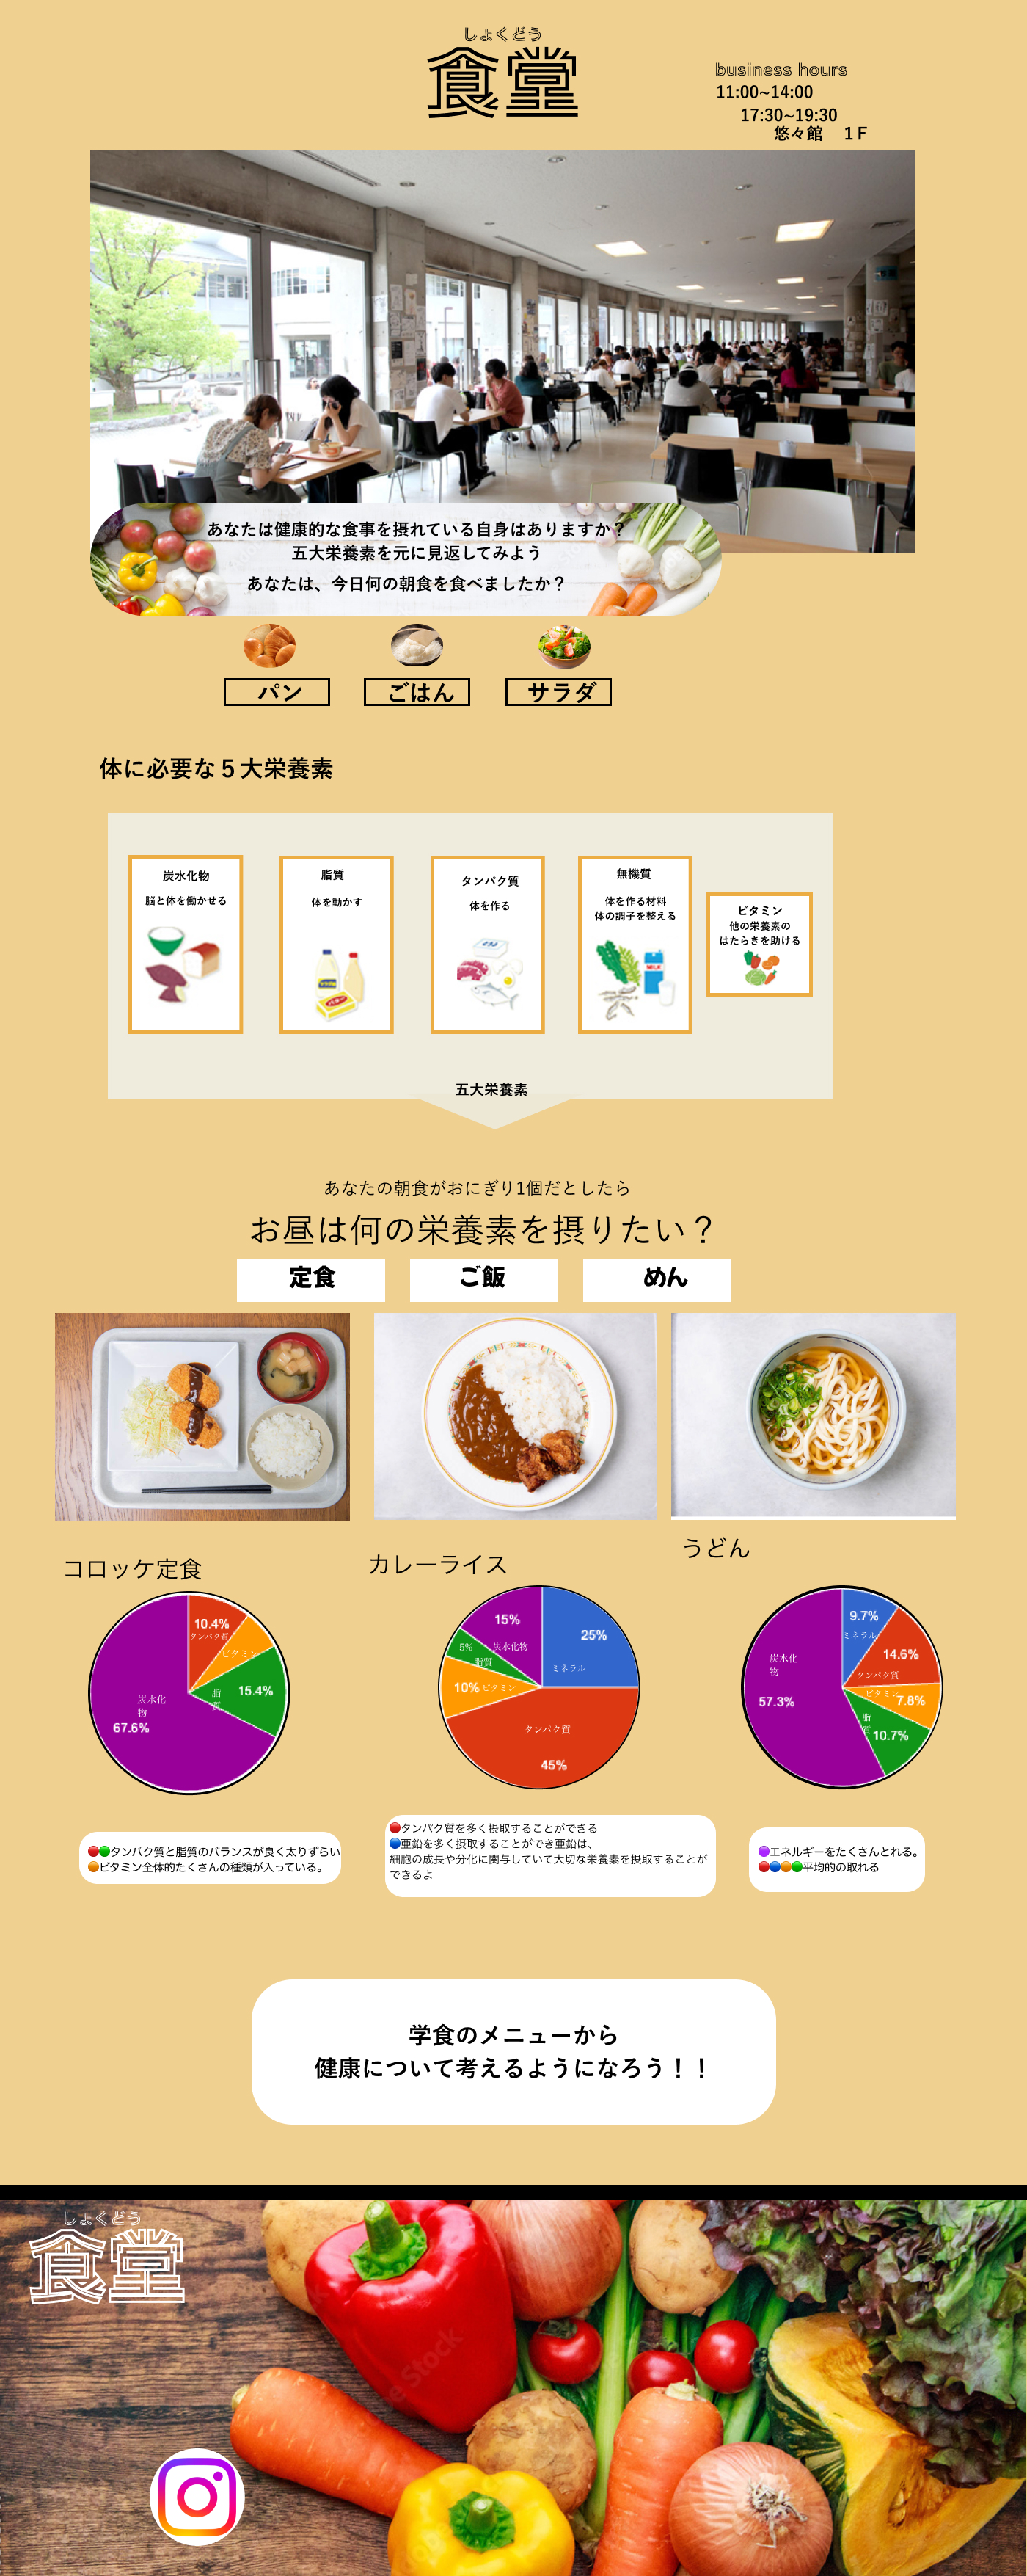 しょくどう
食堂
business hours
11:00~14:00
17:30~19:30
悠々館 1F
あなたは健康的な食事を摂れている自身はありますか？
五大栄養素を元に見返してみよう
あなたは、今日何の朝食を食べましたか？
パン
ごはん
サラダ
体に必要な５大栄養素
炭水化物
脳と体を働かせる
脂質
体を動かす
タンパク質
体を作る
無機質
体を作る材料
体の調子を整える
MILK
ビタミン
他の栄養素の
はたらきを助ける
五大栄養素
あなたの朝食がおにぎり1個だとしたら
お昼は何の栄養素を摂りたい？
定食
ご飯
めん
コロッケ定食
カレーライス
うどん
10.4%
タンパク質
ビタミン
15.4%
脂
質
炭水化
物
67.6%
15%
炭水化物
25%
ミネラル
5%
脂質
10%
ビタミン
タンパク質
45%
9.7%
ミネラル
14.6%
タンパク質
ビタミン
7.8%
脂
質
10.7%
炭水化
物
57.3%
タンパク質と脂質のバランスが良く太りずらい
ビタミン全体的たくさんの種類が入っている。
タンパク質を多く摂取することができる
亜鉛を多く摂取することができ亜鉛は、
細胞の成長や分化に関与していて大切な栄養素を摂取することが
できるよ
エネルギーをたくさんとれる。
平均的の取れる
学食のメニューから
健康について考えるようになろう！！
しょくどう
食堂